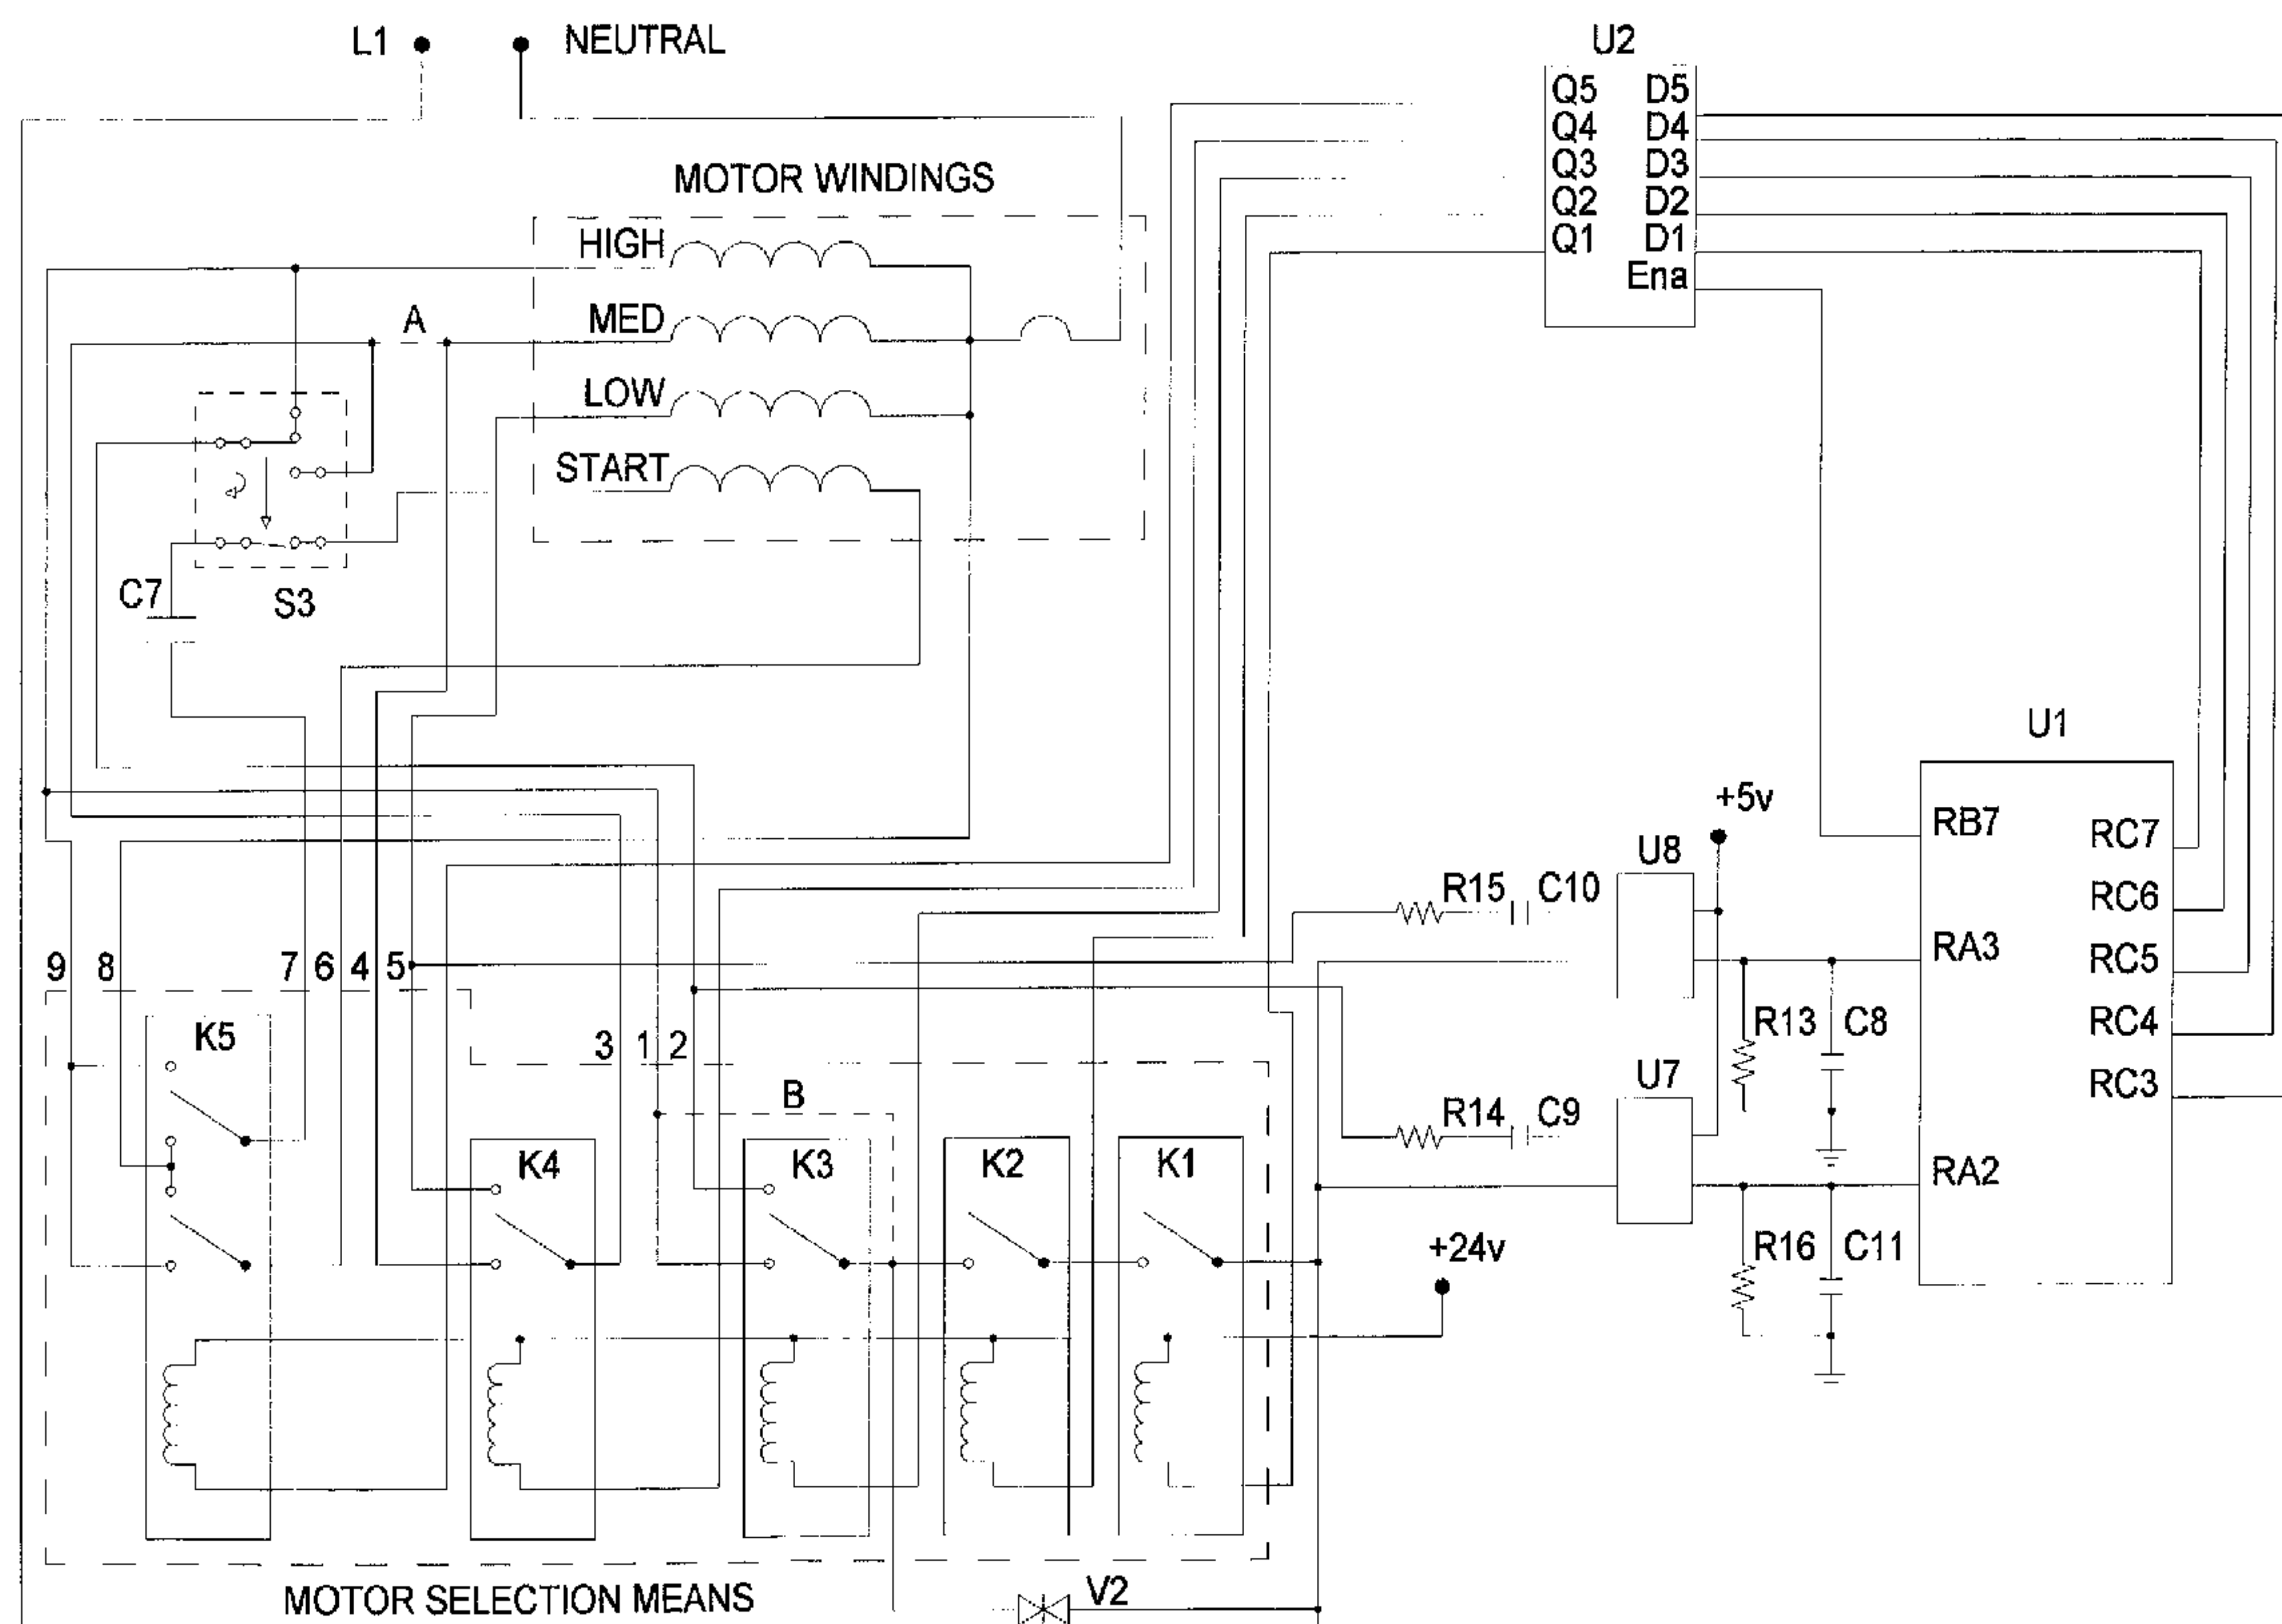 L1
NEUTRAL
U2
Q5 D5
Q4 D4
Q3 D3
Q2 D2
Q1 D1
Ena
MOTOR WINDINGS
HIGH
A
MED
LOW
START
C7
S3
U1
+5v
RB7
RC7
U8
R15
C10
RC6
9
8
7
6
4
5
RA3
RC5
R13
C8
RC4
K5
3
1
2
U7
RC3
B
R14
C9
K4
K3
K2
K1
RA2
+24v
R16
C11
MOTOR SELECTION MEANS
V2